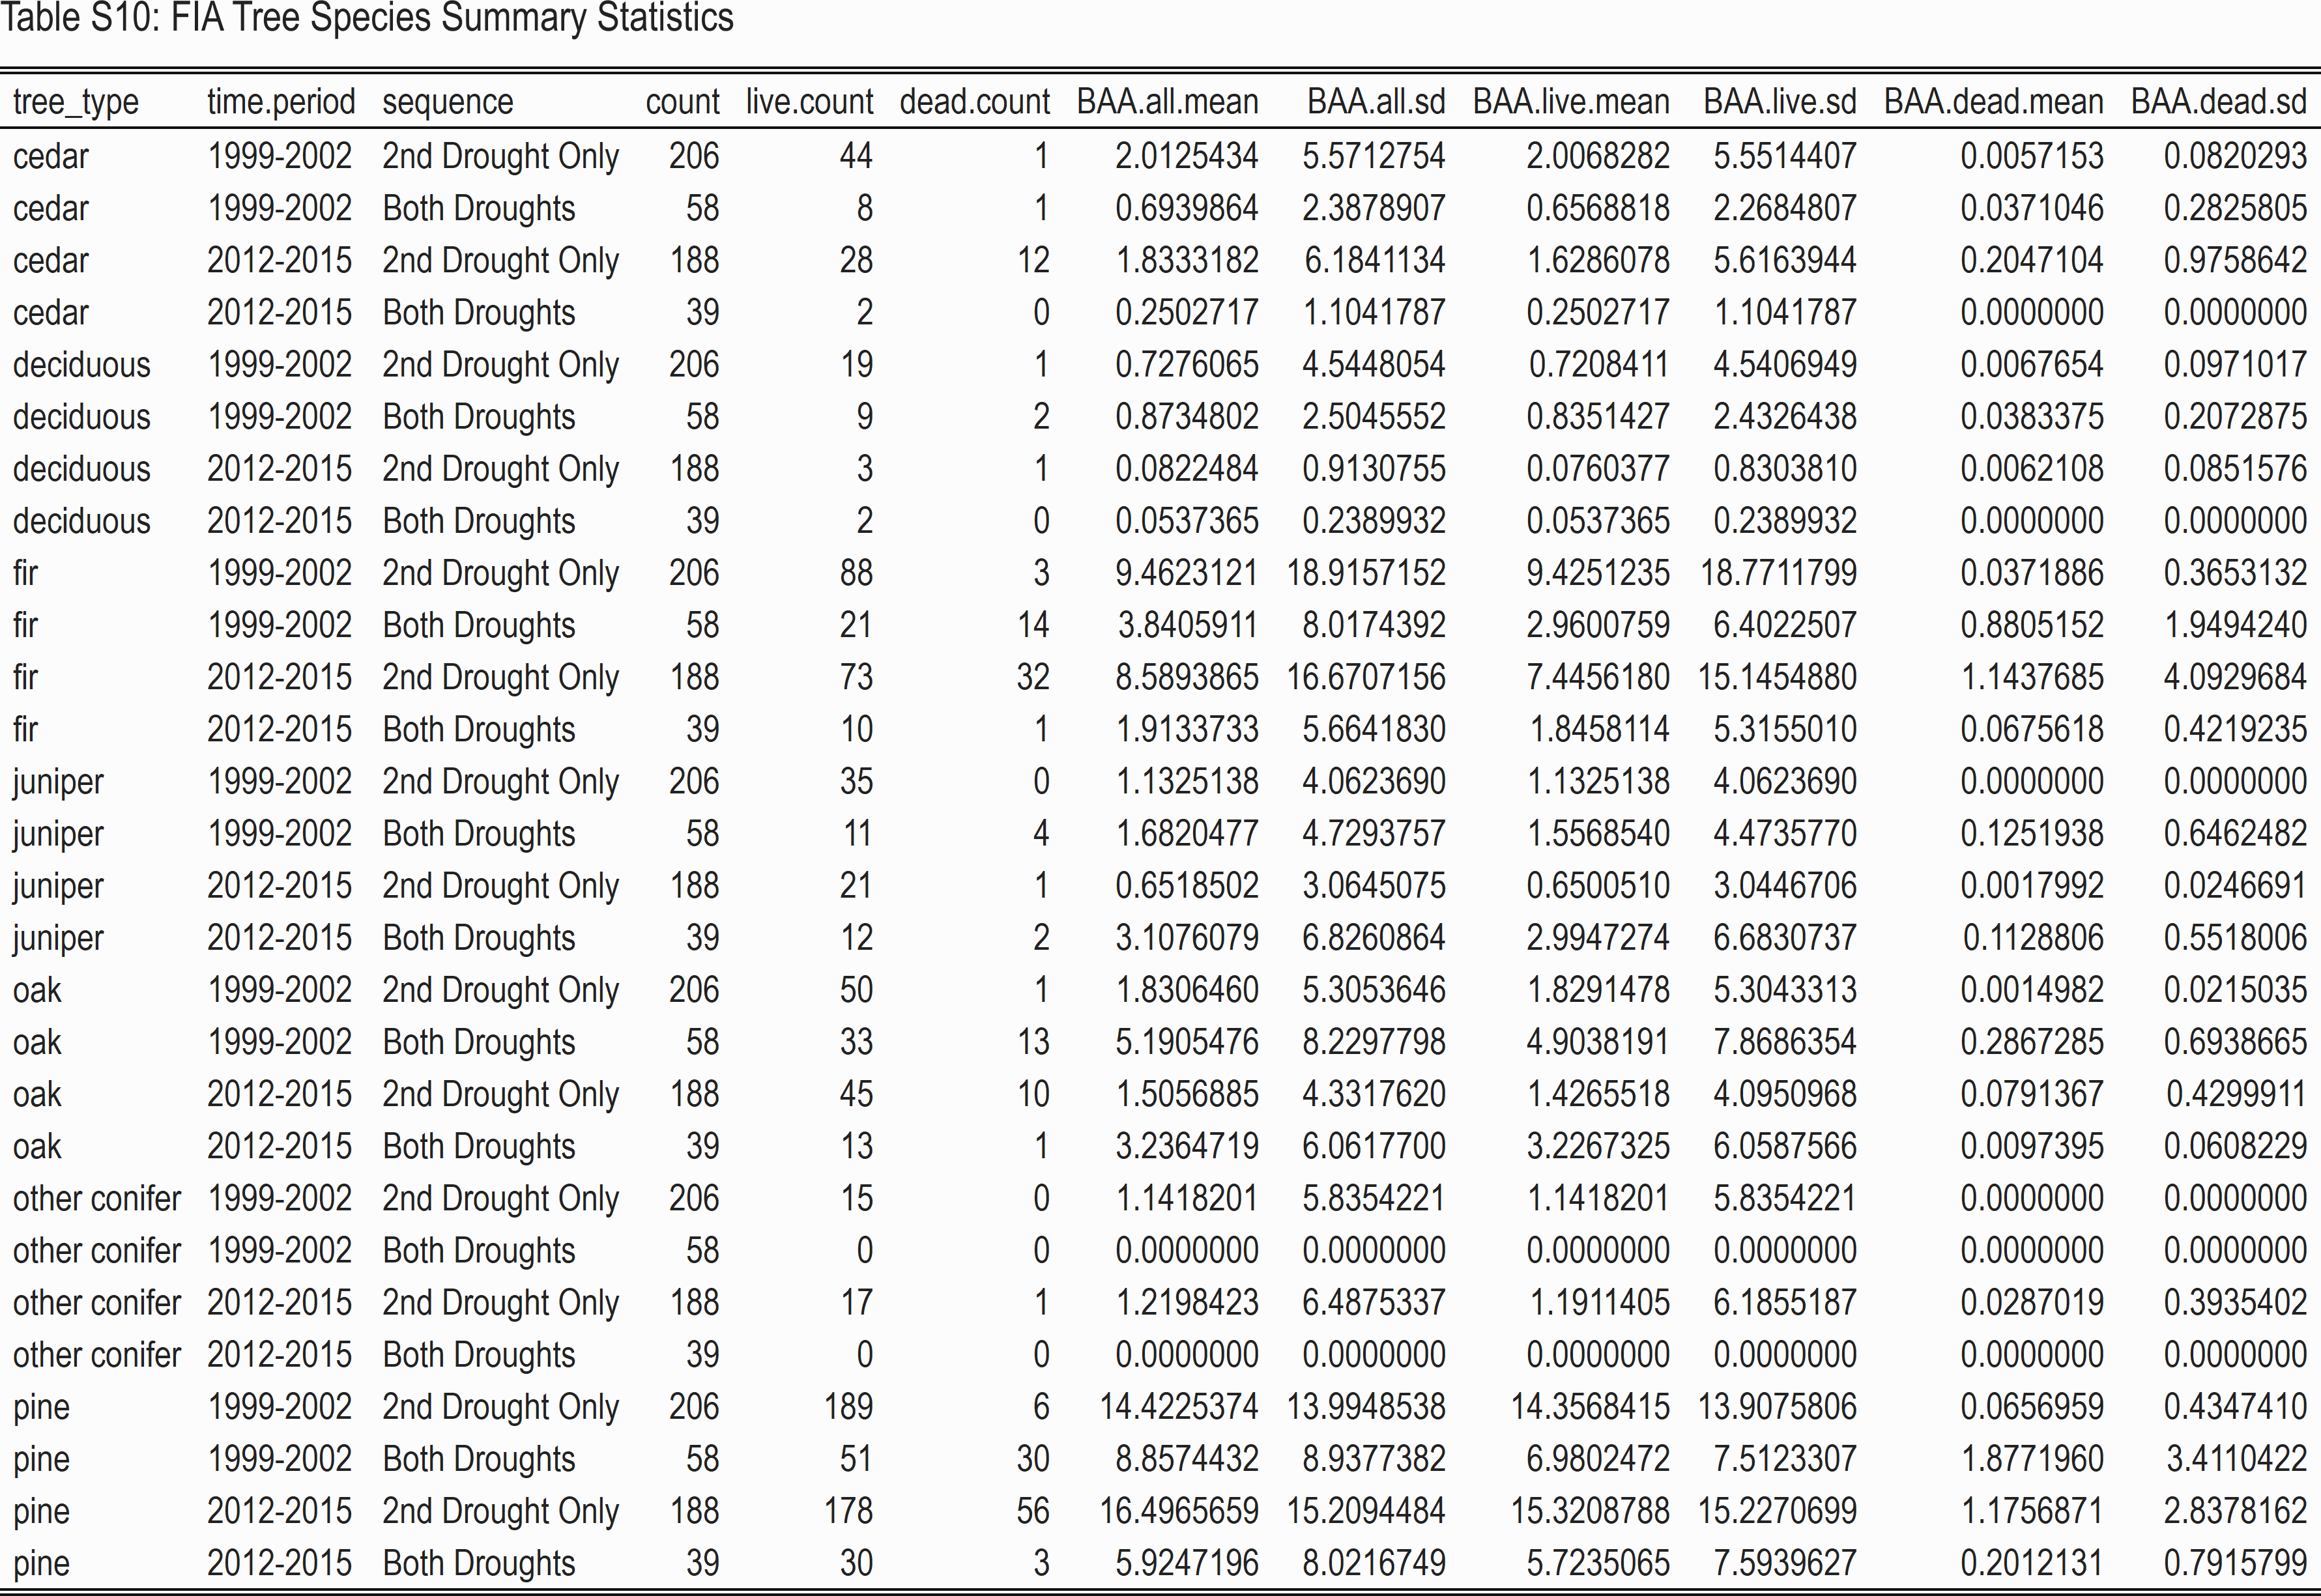 Table S10: FIA Tree Species Summary Statistics
tree_type time.period sequence count live.count dead.count BAA.all.mean BAA.all.sd BAA.live.mean BAA.live.sd BAA.dead.mean BAA.dead.sd
cedar 1999-2002 2nd Drought Only 206 44 1 2.0125434 5.5712754 2.0068282 5.5514407 0.0057153 0.0820293
cedar 1999-2002 Both Droughts 58 8 1 0.6939864 2.3878907 0.6568818 2.2684807 0.0371046 0.2825805
cedar 2012-2015 2nd Drought Only 188 28 12 1.8333182 6.1841134 1.6286078 5.6163944 0.2047104 0.9758642
cedar 2012-2015 Both Droughts 39 2 0 0.2502717 1.1041787 0.2502717 1.1041787 0.0000000 0.0000000
deciduous 1999-2002 2nd Drought Only 206 19 1 0.7276065 4.5448054 0.7208411 4.5406949 0.0067654 0.0971017
deciduous 1999-2002 Both Droughts 58 9 2 0.8734802 2.5045552 0.8351427 2.4326438 0.0383375 0.2072875
deciduous 2012-2015 2nd Drought Only 188 3 1 0.0822484 0.9130755 0.0760377 0.8303810 0.0062108 0.0851576
deciduous 2012-2015 Both Droughts 39 2 0 0.0537365 0.2389932 0.0537365 0.2389932 0.0000000 0.0000000
fir 1999-2002 2nd Drought Only 206 88 3 9.4623121 18.9157152 9.4251235 18.7711799 0.0371886 0.3653132
fir 1999-2002 Both Droughts 58 21 14 3.8405911 8.0174392 2.9600759 6.4022507 0.8805152 1.9494240
fir 2012-2015 2nd Drought Only 188 73 32 8.5893865 16.6707156 7.4456180 15.1454880 1.1437685 4.0929684
fir 2012-2015 Both Droughts 39 10 1 1.9133733 5.6641830 1.8458114 5.3155010 0.0675618 0.4219235
juniper 1999-2002 2nd Drought Only 206 35 0 1.1325138 4.0623690 1.1325138 4.0623690 0.0000000 0.0000000
juniper 1999-2002 Both Droughts 58 11 4 1.6820477 4.7293757 1.5568540 4.4735770 0.1251938 0.6462482
juniper 2012-2015 2nd Drought Only 188 21 1 0.6518502 3.0645075 0.6500510 3.0446706 0.0017992 0.0246691
juniper 2012-2015 Both Droughts 39 12 2 3.1076079 6.8260864 2.9947274 6.6830737 0.1128806 0.5518006
oak 1999-2002 2nd Drought Only 206 50 1 1.8306460 5.3053646 1.8291478 5.3043313 0.0014982 0.0215035
oak 1999-2002 Both Droughts 58 33 13 5.1905476 8.2297798 4.9038191 7.8686354 0.2867285 0.6938665
oak 2012-2015 2nd Drought Only 188 45 10 1.5056885 4.3317620 1.4265518 4.0950968 0.0791367 0.4299911
oak 2012-2015 Both Droughts 39 13 1 3.2364719 6.0617700 3.2267325 6.0587566 0.0097395 0.0608229
other conifer 1999-2002 2nd Drought Only 206 15 0 1.1418201 5.8354221 1.1418201 5.8354221 0.0000000 0.0000000
other conifer 1999-2002 Both Droughts 58 0 0 0.0000000 0.0000000 0.0000000 0.0000000 0.0000000 0.0000000
other conifer 2012-2015 2nd Drought Only 188 17 1 1.2198423 6.4875337 1.1911405 6.1855187 0.0287019 0.3935402
other conifer 2012-2015 Both Droughts 39 0 0 0.0000000 0.0000000 0.0000000 0.0000000 0.0000000 0.0000000
pine 1999-2002 2nd Drought Only 206 189 6 14.4225374 13.9948538 14.3568415 13.9075806 0.0656959 0.4347410
pine 1999-2002 Both Droughts 58 51 30 8.8574432 8.9377382 6.9802472 7.5123307 1.8771960 3.4110422
pine 2012-2015 2nd Drought Only 188 178 56 16.4965659 15.2094484 15.3208788 15.2270699 1.1756871 2.8378162
pine 2012-2015 Both Droughts 39 30 3 5.9247196 8.0216749 5.7235065 7.5939627 0.2012131 0.7915799